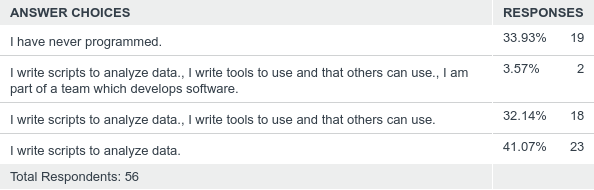 ANSWER CHOICES RESPONSES
I have never programmed. 33.93% 19
I write scripts to analyze data., I write tools to use and that others can use., I am 3.57% 2
part of a team which develops software.
I write scripts to analyze data., I write tools to use and that others can use. 32.14% 18
I write scripts to analyze data. 41.07% 23
Total Respondents: 56